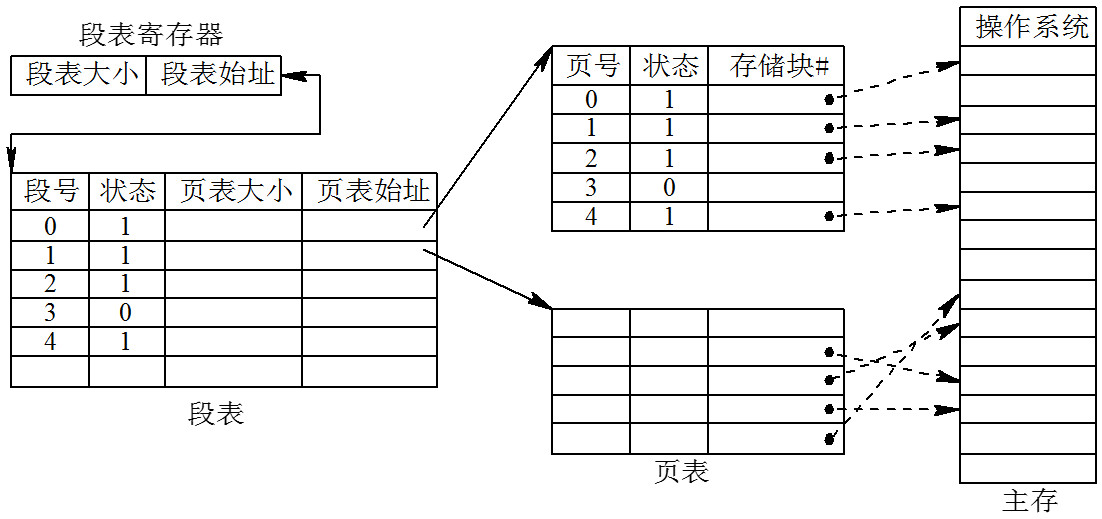 段表寄存器
段表大小 段表始址
段号 状态 页表大小 页表始址
0 1
1 1
2 1
3 0
4 1
段表
页号 状态 存储块#
0 1
1 1
2 1
3 0
4 1
页表
操作系统
主存